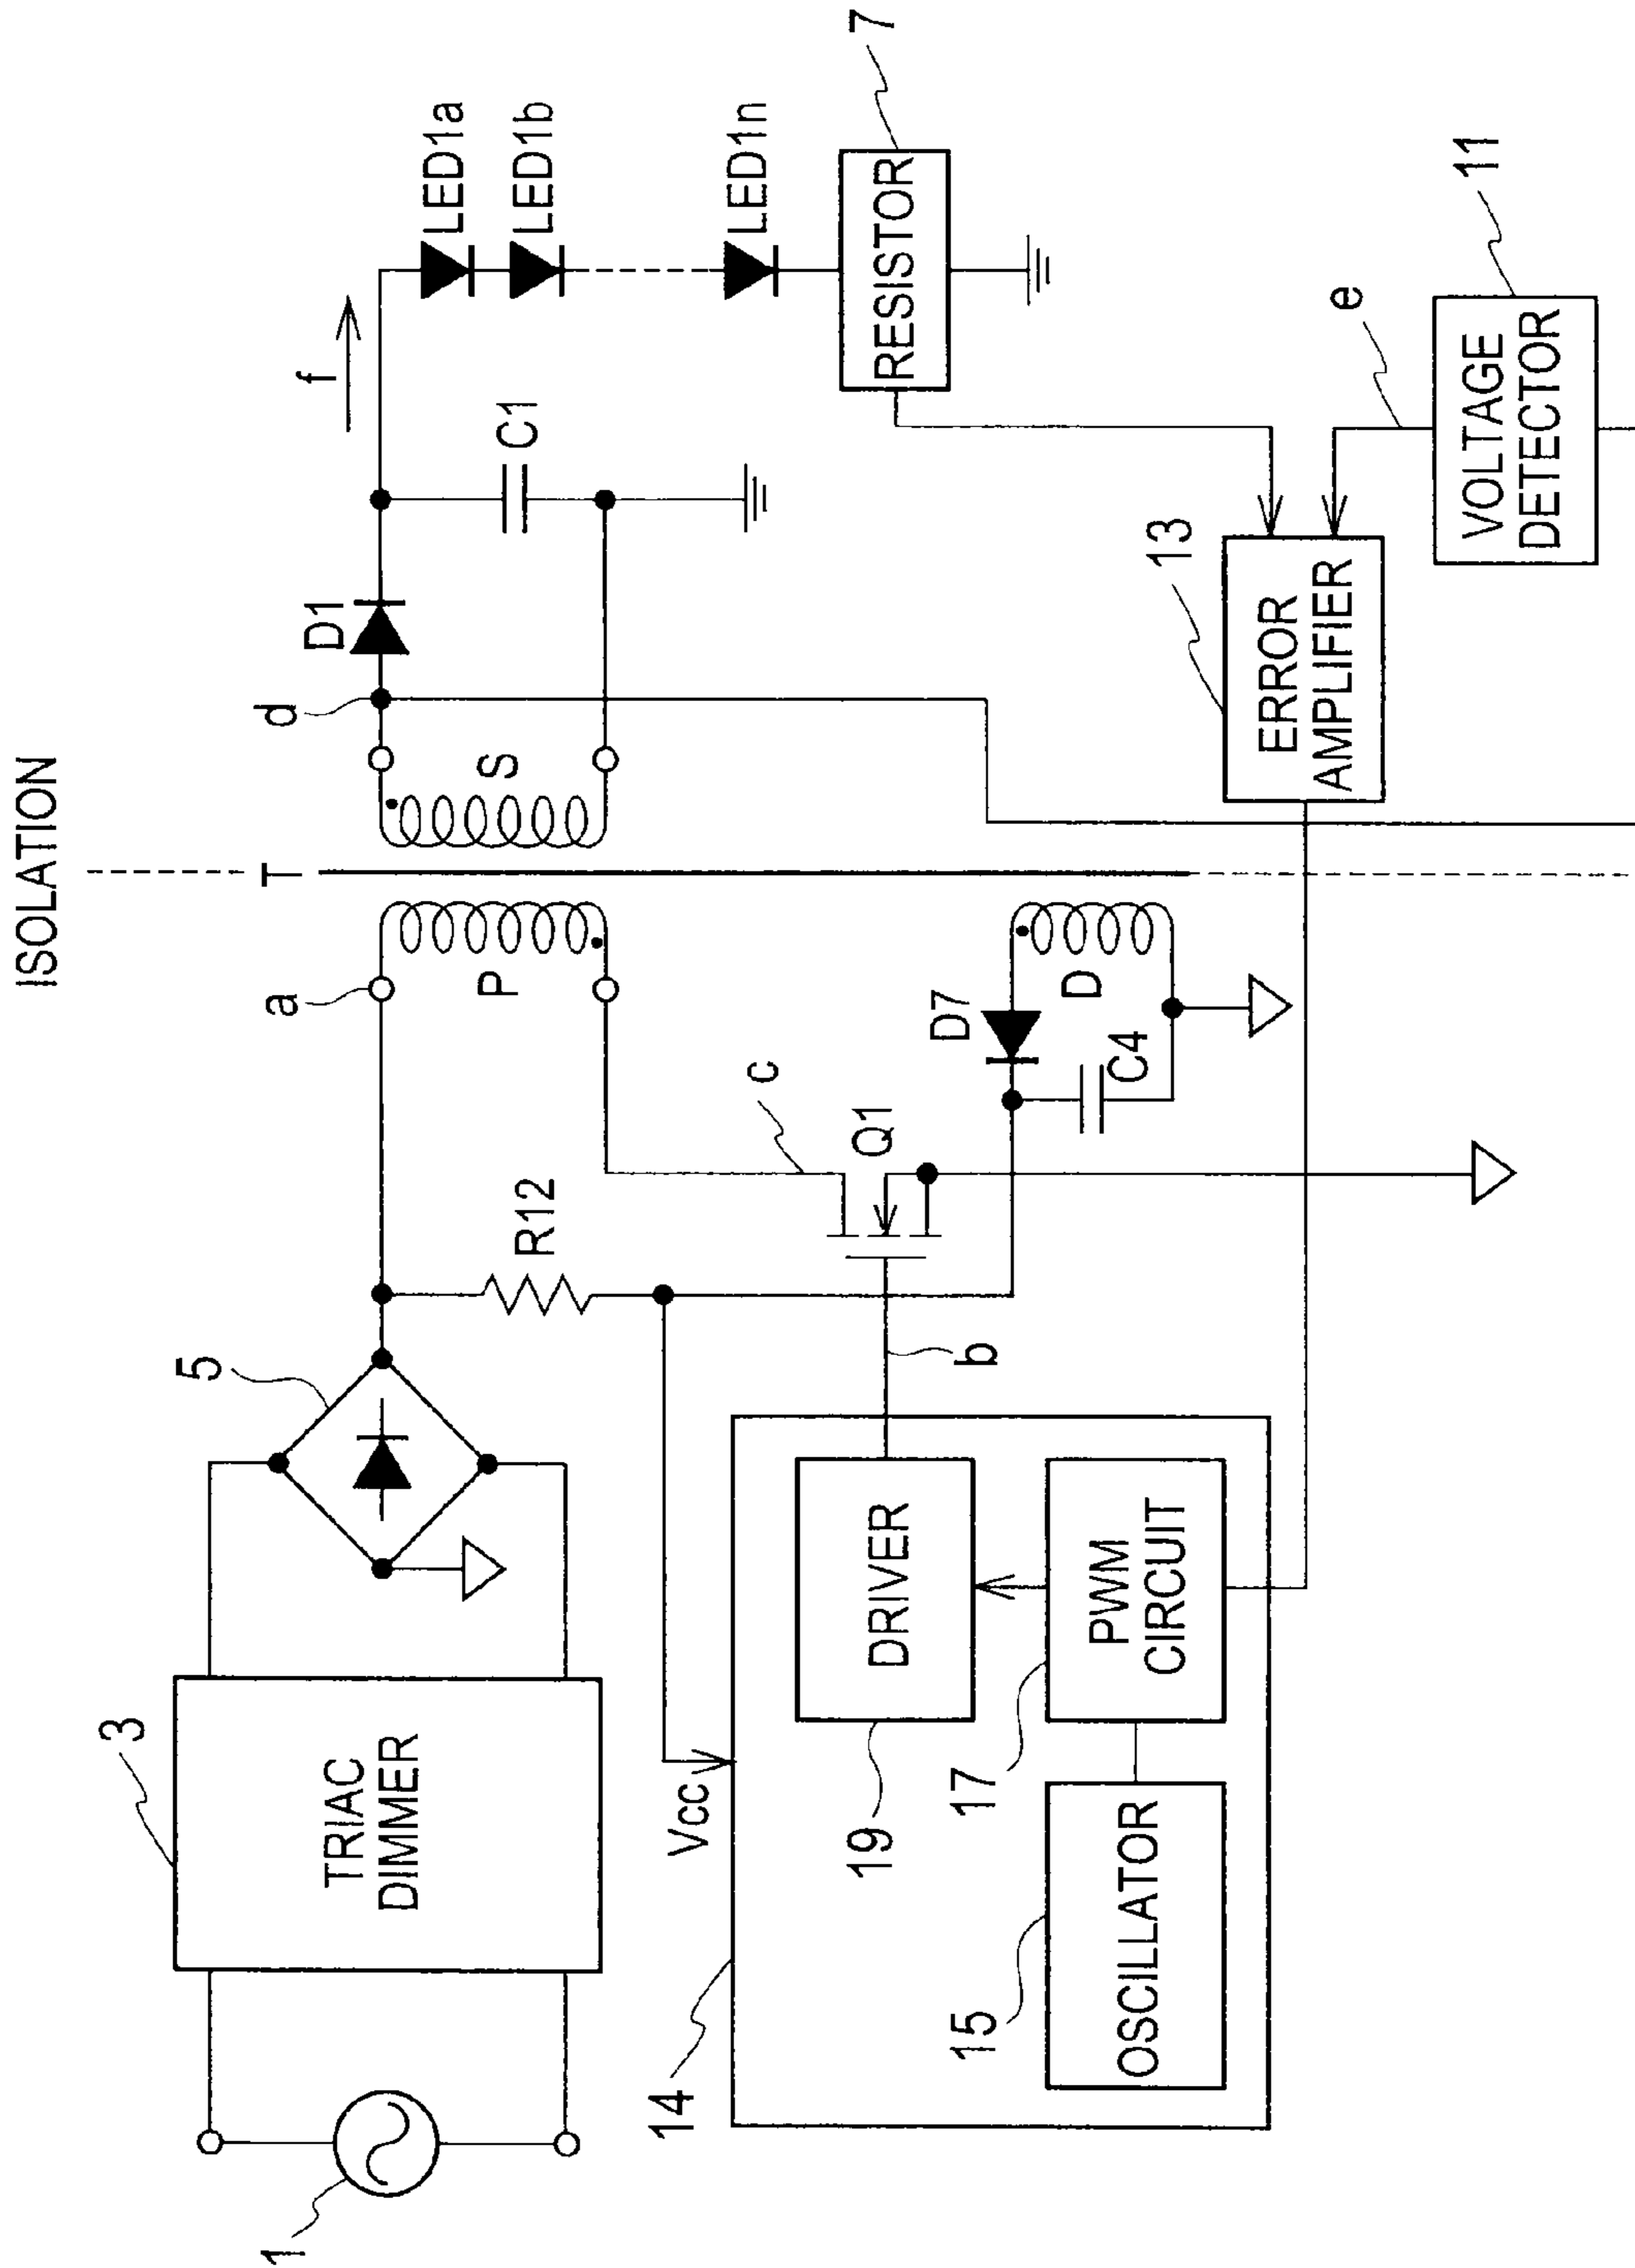 ISOLATION
T
1
3
TRIAC
DIMMER
5
a
P
S
d
D1
f
C1
LED1a
LED1b
LED1n
7
RESISTOR
R12
c
Q1
b
D7
D
C4
Vcc
14
19
DRIVER
17
PWM
CIRCUIT
15
OSCILLATOR
13
ERROR
AMPLIFIER
e
11
VOLTAGE
DETECTOR